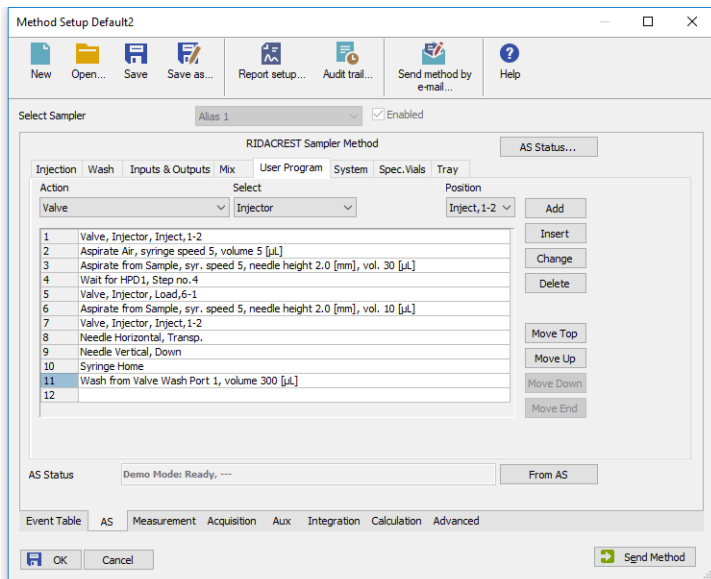 Method Setup Default2
New Open... Save Save as... Report setup... Audit trail... Send method by e-mail... Help
Select Sampler Alias 1 Enabled
RIDACREST Sampler Method AS Status...
Injection Wash Inputs & Outputs Mix User Program System Spec.Vials Tray
Action Select Position
Valve Injector Inject,1-2 Add
Insert
Change
Delete
Move Top
Move Up
Move Down
Move End
1 Valve, Injector, Inject,1-2
2 Aspirate Air, syringe speed 5, volume 5 [µL]
3 Aspirate from Sample, syr. speed 5, needle height 2.0 [mm], vol. 30 [µL]
4 Wait for HPD1, Step no.4
5 Valve, Injector, Load,6-1
6 Aspirate from Sample, syr. speed 5, needle height 2.0 [mm], vol. 10 [µL]
7 Valve, Injector, Inject,1-2
8 Needle Horizontal, Transp.
9 Needle Vertical, Down
10 Syringe Home
11 Wash from Valve Wash Port 1, volume 300 [µL]
12
AS Status Demo Mode: Ready, --- From AS
Event Table AS Measurement Acquisition Aux Integration Calculation Advanced
OK Cancel Send Method